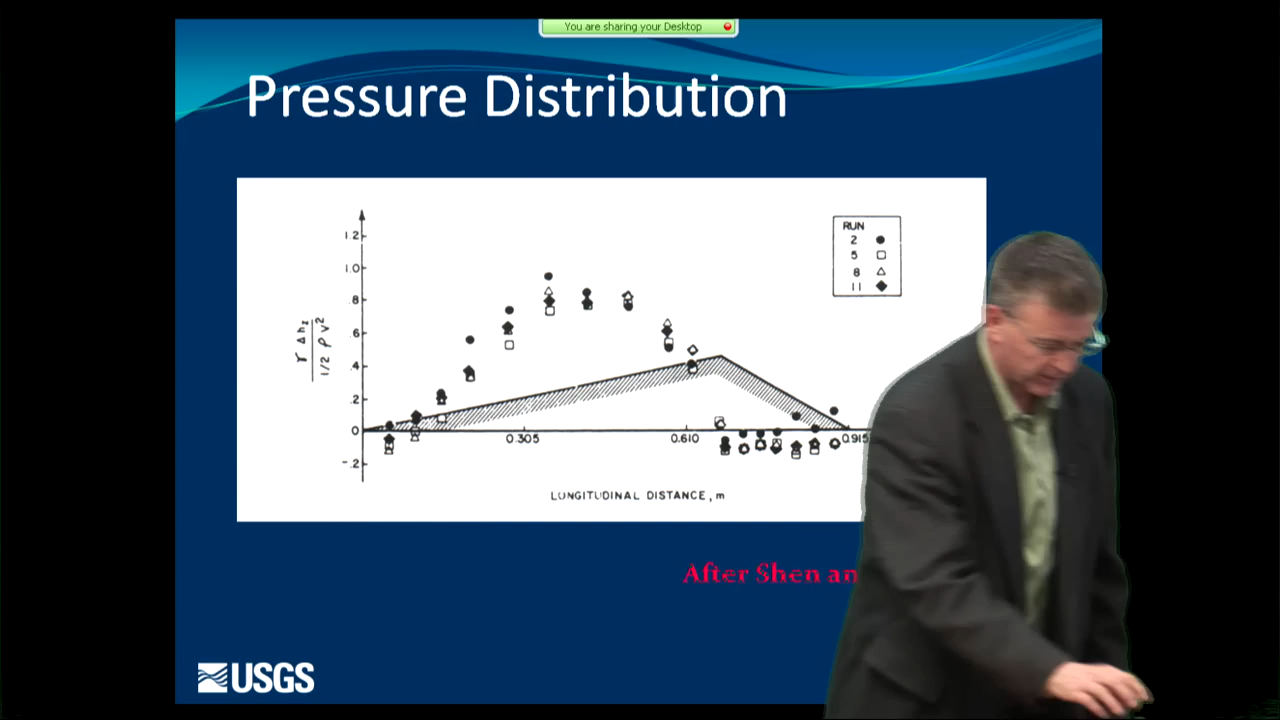 You are sharing your Desktop
Pressure Distribution
1.2
1.0
.8
.6
.4
.2
0
-.2
γ Δh₂
1/2 ρ V²
RUN
2
5
8
11
0.305
0.610
0.915
LONGITUDINAL DISTANCE, m
After Shen an
USGS